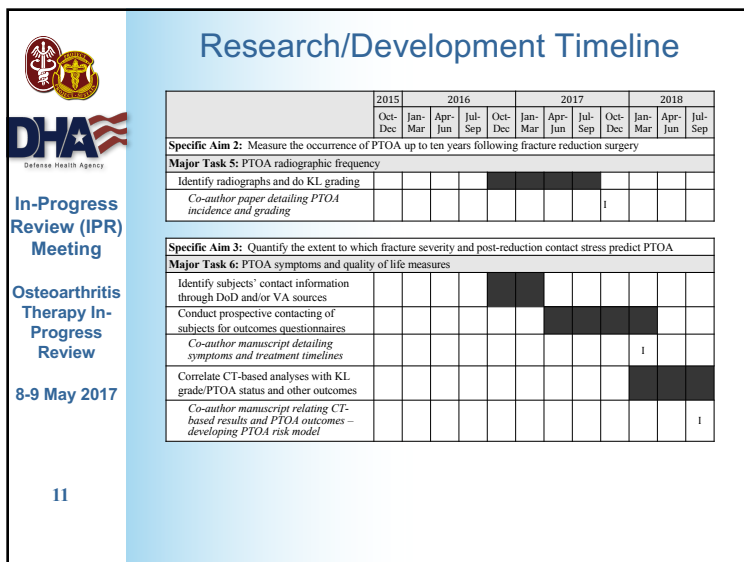 Research/Development Timeline
DHA
Defense Health Agency
In-Progress
Review (IPR)
Meeting
Osteoarthritis
Therapy In-
Progress
Review
8-9 May 2017
11
2015 2016 2017 2018
Oct- Jan- Apr- Jul- Oct- Jan- Apr- Jul- Oct- Jan- Apr- Jul-
Dec Mar Jun Sep Dec Mar Jun Sep Dec Mar Jun Sep
Specific Aim 2: Measure the occurrence of PTOA up to ten years following fracture reduction surgery
Major Task 5: PTOA radiographic frequency
Identify radiographs and do KL grading
Co-author paper detailing PTOA
incidence and grading
I
Specific Aim 3: Quantify the extent to which fracture severity and post-reduction contact stress predict PTOA
Major Task 6: PTOA symptoms and quality of life measures
Identify subjects' contact information
through DoD and/or VA sources
Conduct prospective contacting of
subjects for outcomes questionnaires
Co-author manuscript detailing
symptoms and treatment timelines
I
Correlate CT-based analyses with KL
grade/PTOA status and other outcomes
Co-author manuscript relating CT-
based results and PTOA outcomes –
developing PTOA risk model
I